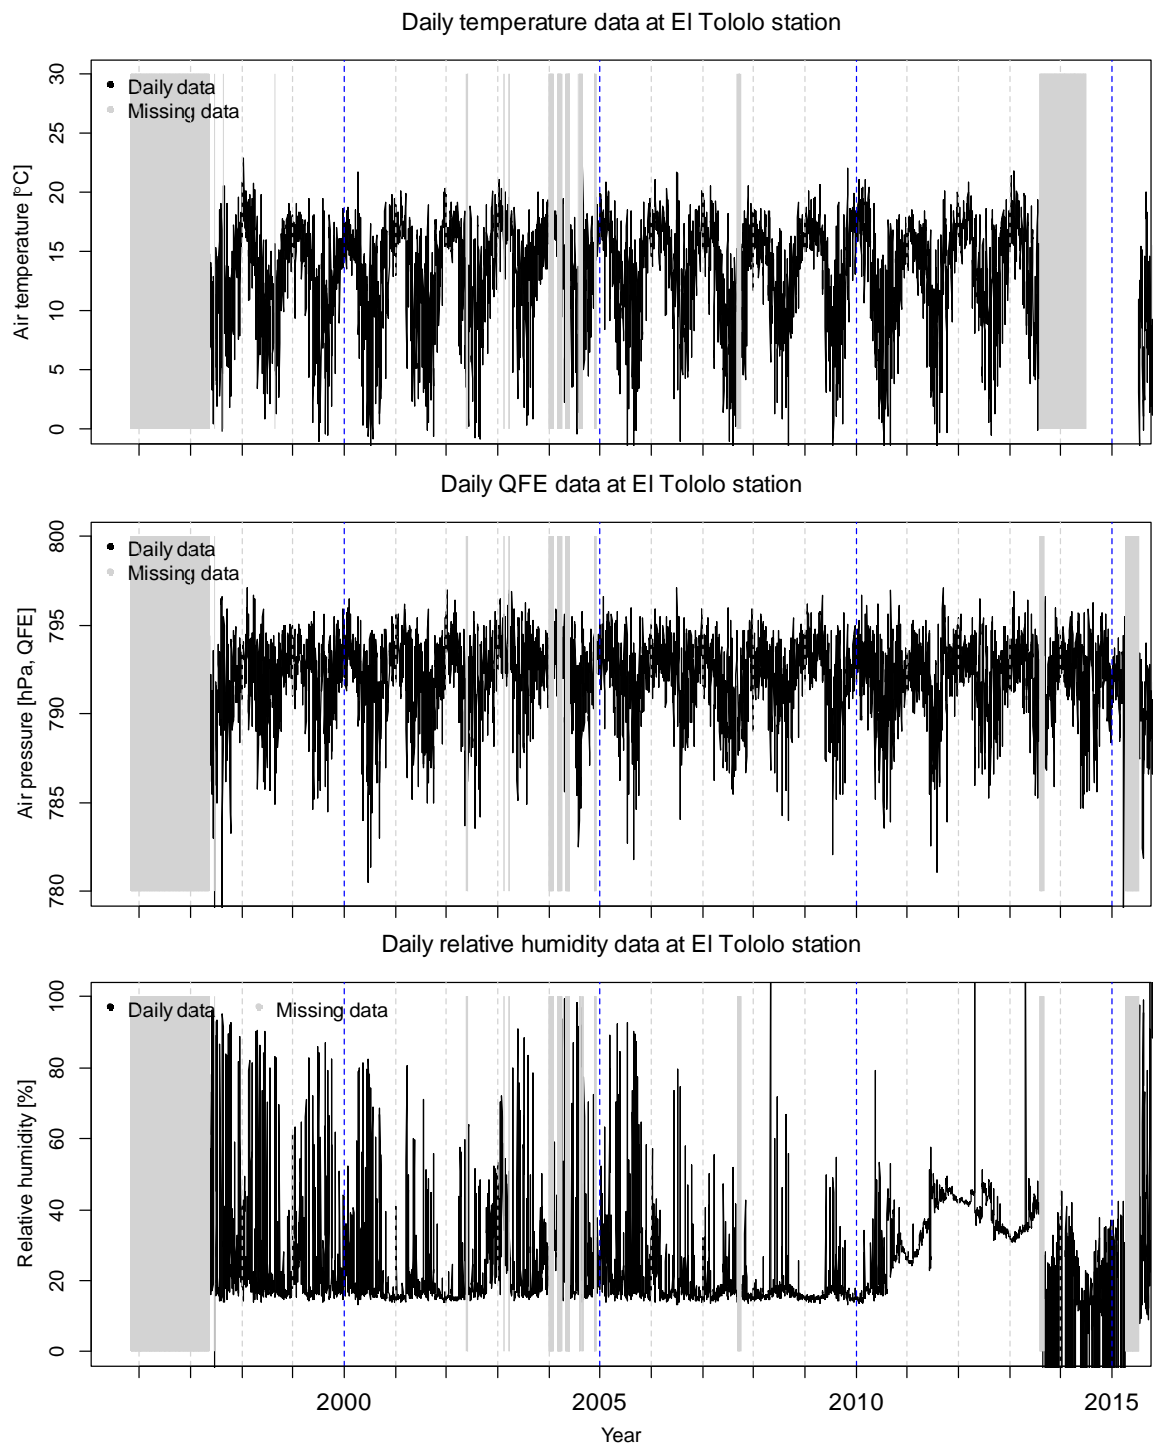 Daily temperature data at El Tololo station
30
25
20
15
10
5
0
Air temperature [°C]
Daily data
Missing data
Daily QFE data at El Tololo station
800
795
790
785
780
Air pressure [hPa, QFE]
Daily data
Missing data
Daily relative humidity data at El Tololo station
100
80
60
40
20
0
Relative humidity [%]
Daily data Missing data
2000 2005 2010 2015
Year